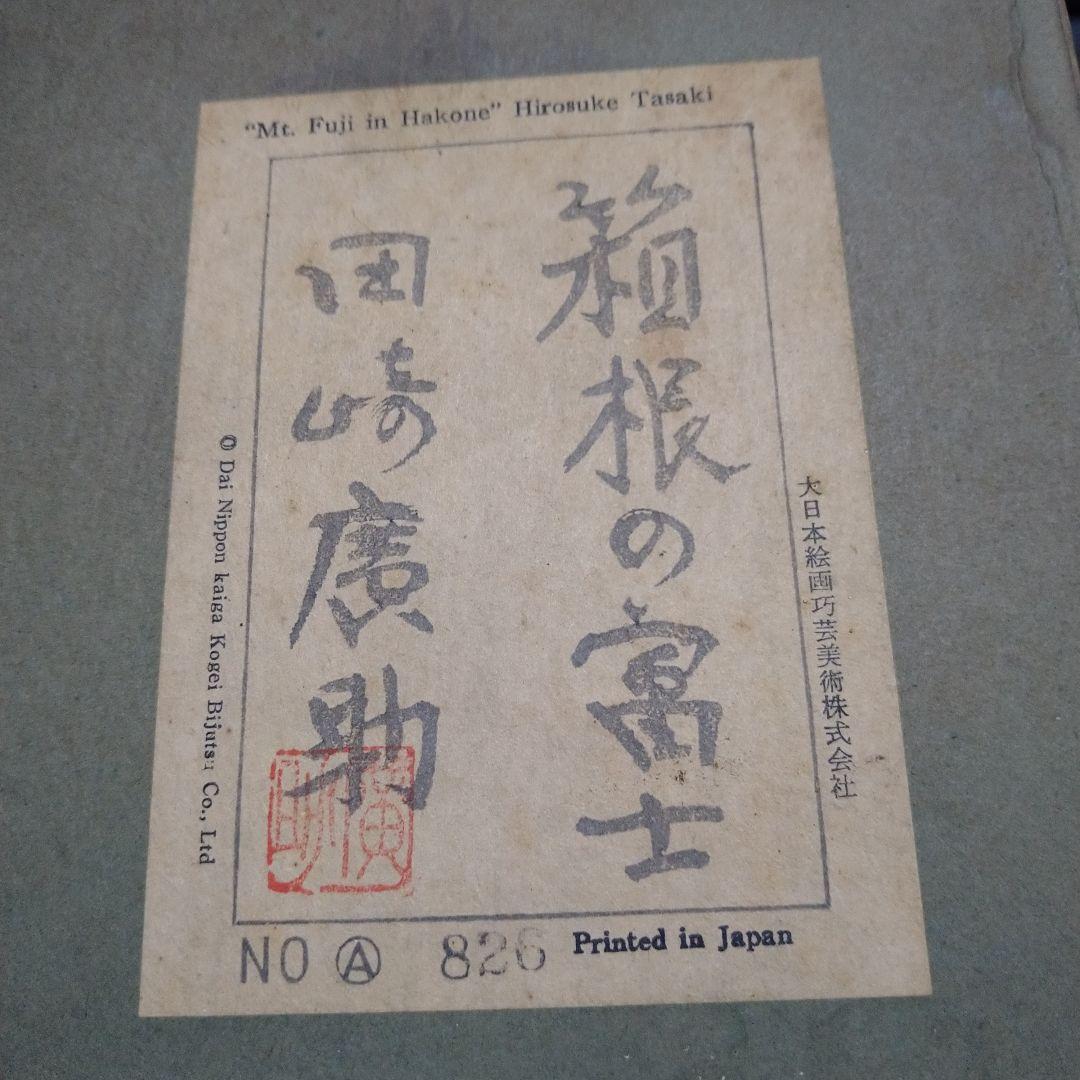 “Mt. Fuji in Hakone” Hirosuke Tasaki
箱根の富士
田崎廣助
廣助
大日本絵画巧芸美術株式会社
© Dai Nippon kaiga Kogei Bijutsu Co., Ltd
NO Ⓐ 826
Printed in Japan